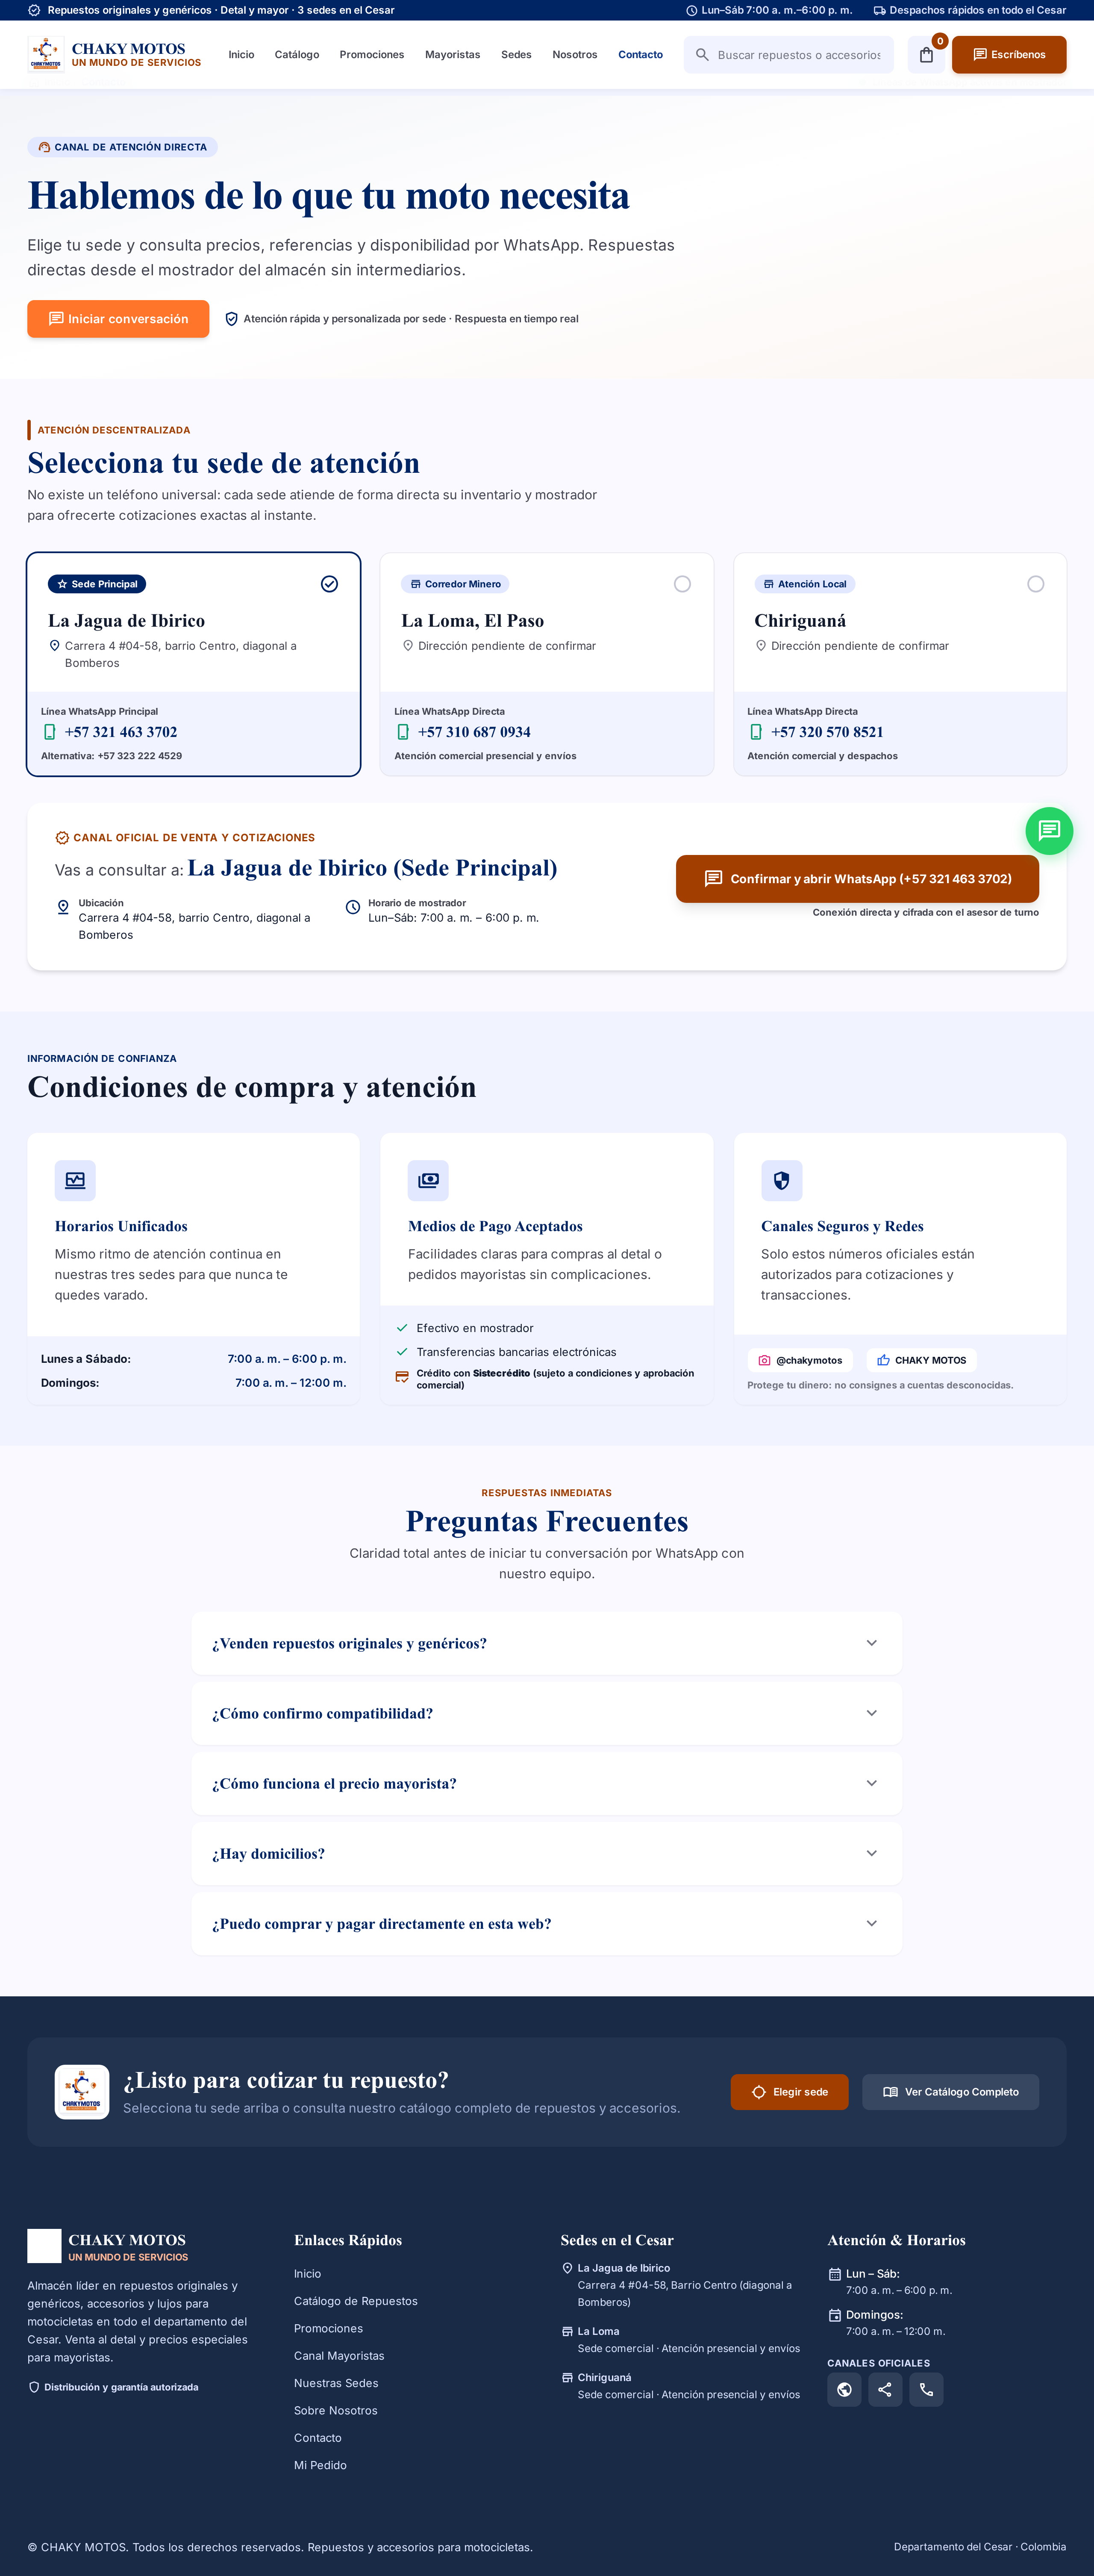 Repuestos originales y genéricos · Detal y mayor · 3 sedes en el Cesar
Lun–Sáb 7:00 a. m.–6:00 p. m.
Despachos rápidos en todo el Cesar
CHAKY MOTOS
UN MUNDO DE SERVICIOS
Inicio
Catálogo
Promociones
Mayoristas
Sedes
Nosotros
Contacto
Buscar repuestos o accesorios
0
Escríbenos
CANAL DE ATENCIÓN DIRECTA
Hablemos de lo que tu moto necesita
Elige tu sede y consulta precios, referencias y disponibilidad por WhatsApp. Respuestas
directas desde el mostrador del almacén sin intermediarios.
Iniciar conversación
Atención rápida y personalizada por sede · Respuesta en tiempo real
ATENCIÓN DESCENTRALIZADA
Selecciona tu sede de atención
No existe un teléfono universal: cada sede atiende de forma directa su inventario y mostrador
para ofrecerte cotizaciones exactas al instante.
Sede Principal
La Jagua de Ibirico
Carrera 4 #04-58, barrio Centro, diagonal a
Bomberos
Línea WhatsApp Principal
+57 321 463 3702
Alternativa: +57 323 222 4529
Corredor Minero
La Loma, El Paso
Dirección pendiente de confirmar
Línea WhatsApp Directa
+57 310 687 0934
Atención comercial presencial y envíos
Atención Local
Chiriguaná
Dirección pendiente de confirmar
Línea WhatsApp Directa
+57 320 570 8521
Atención comercial y despachos
CANAL OFICIAL DE VENTA Y COTIZACIONES
Vas a consultar a: La Jagua de Ibirico (Sede Principal)
Ubicación
Carrera 4 #04-58, barrio Centro, diagonal a
Bomberos
Horario de mostrador
Lun–Sáb: 7:00 a. m. – 6:00 p. m.
Confirmar y abrir WhatsApp (+57 321 463 3702)
Conexión directa y cifrada con el asesor de turno
INFORMACIÓN DE CONFIANZA
Condiciones de compra y atención
Horarios Unificados
Mismo ritmo de atención continua en
nuestras tres sedes para que nunca te
quedes varado.
Lunes a Sábado:
7:00 a. m. – 6:00 p. m.
Domingos:
7:00 a. m. – 12:00 m.
Medios de Pago Aceptados
Facilidades claras para compras al detal o
pedidos mayoristas sin complicaciones.
Efectivo en mostrador
Transferencias bancarias electrónicas
Crédito con Sistecrédito (sujeto a condiciones y aprobación
comercial)
Canales Seguros y Redes
Solo estos números oficiales están
autorizados para cotizaciones y
transacciones.
@chakymotos
CHAKY MOTOS
Protege tu dinero: no consignes a cuentas desconocidas.
RESPUESTAS INMEDIATAS
Preguntas Frecuentes
Claridad total antes de iniciar tu conversación por WhatsApp con
nuestro equipo.
¿Venden repuestos originales y genéricos?
¿Cómo confirmo compatibilidad?
¿Cómo funciona el precio mayorista?
¿Hay domicilios?
¿Puedo comprar y pagar directamente en esta web?
CHAKYMOTOS
¿Listo para cotizar tu repuesto?
Selecciona tu sede arriba o consulta nuestro catálogo completo de repuestos y accesorios.
Elegir sede
Ver Catálogo Completo
CHAKY MOTOS
UN MUNDO DE SERVICIOS
Almacén líder en repuestos originales y
genéricos, accesorios y lujos para
motocicletas en todo el departamento del
Cesar. Venta al detal y precios especiales
para mayoristas.
Distribución y garantía autorizada
Enlaces Rápidos
Inicio
Catálogo de Repuestos
Promociones
Canal Mayoristas
Nuestras Sedes
Sobre Nosotros
Contacto
Mi Pedido
Sedes en el Cesar
La Jagua de Ibirico
Carrera 4 #04-58, Barrio Centro (diagonal a
Bomberos)
La Loma
Sede comercial · Atención presencial y envíos
Chiriguaná
Sede comercial · Atención presencial y envíos
Atención & Horarios
Lun – Sáb:
7:00 a. m. – 6:00 p. m.
Domingos:
7:00 a. m. – 12:00 m.
CANALES OFICIALES
© CHAKY MOTOS. Todos los derechos reservados. Repuestos y accesorios para motocicletas.
Departamento del Cesar · Colombia